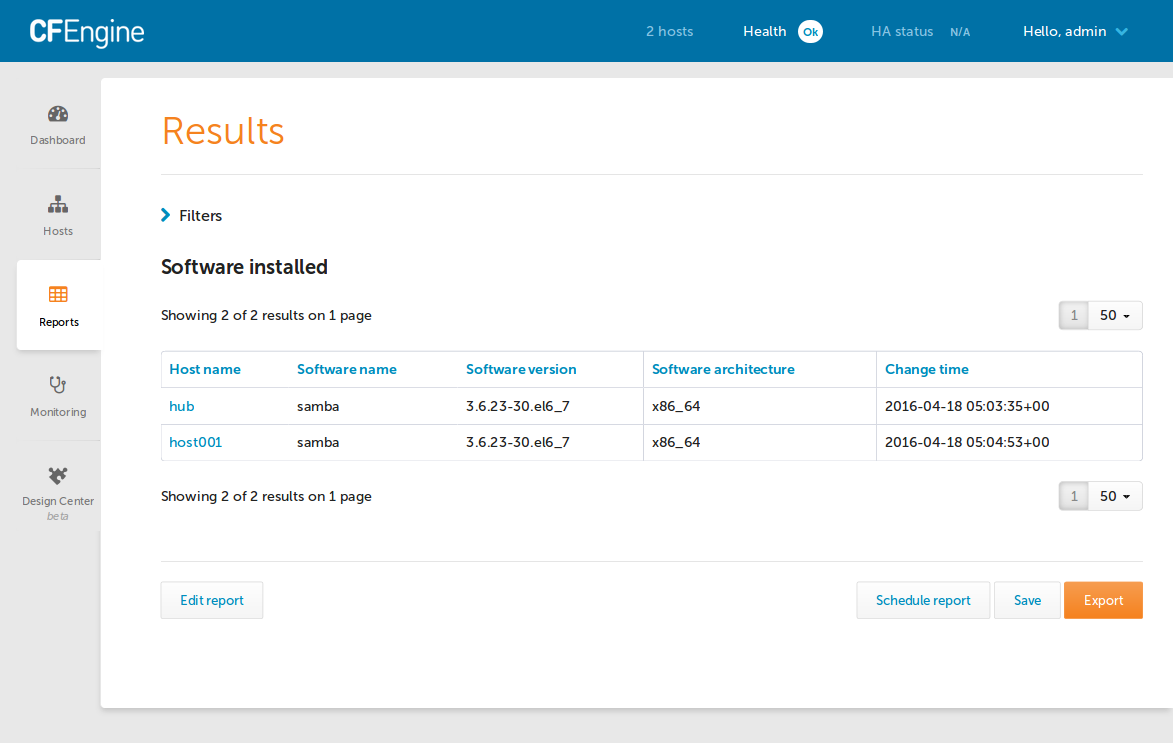 CFEngine
2 hosts Health Ok HA status N/A Hello, admin
Dashboard
Hosts
Reports
Monitoring
Design Center
beta
Results
Filters
Software installed
Showing 2 of 2 results on 1 page 1 50
Host name Software name Software version Software architecture Change time
hub samba 3.6.23-30.el6_7 x86_64 2016-04-18 05:03:35+00
host001 samba 3.6.23-30.el6_7 x86_64 2016-04-18 05:04:53+00
Showing 2 of 2 results on 1 page 1 50
Edit report Schedule report Save Export